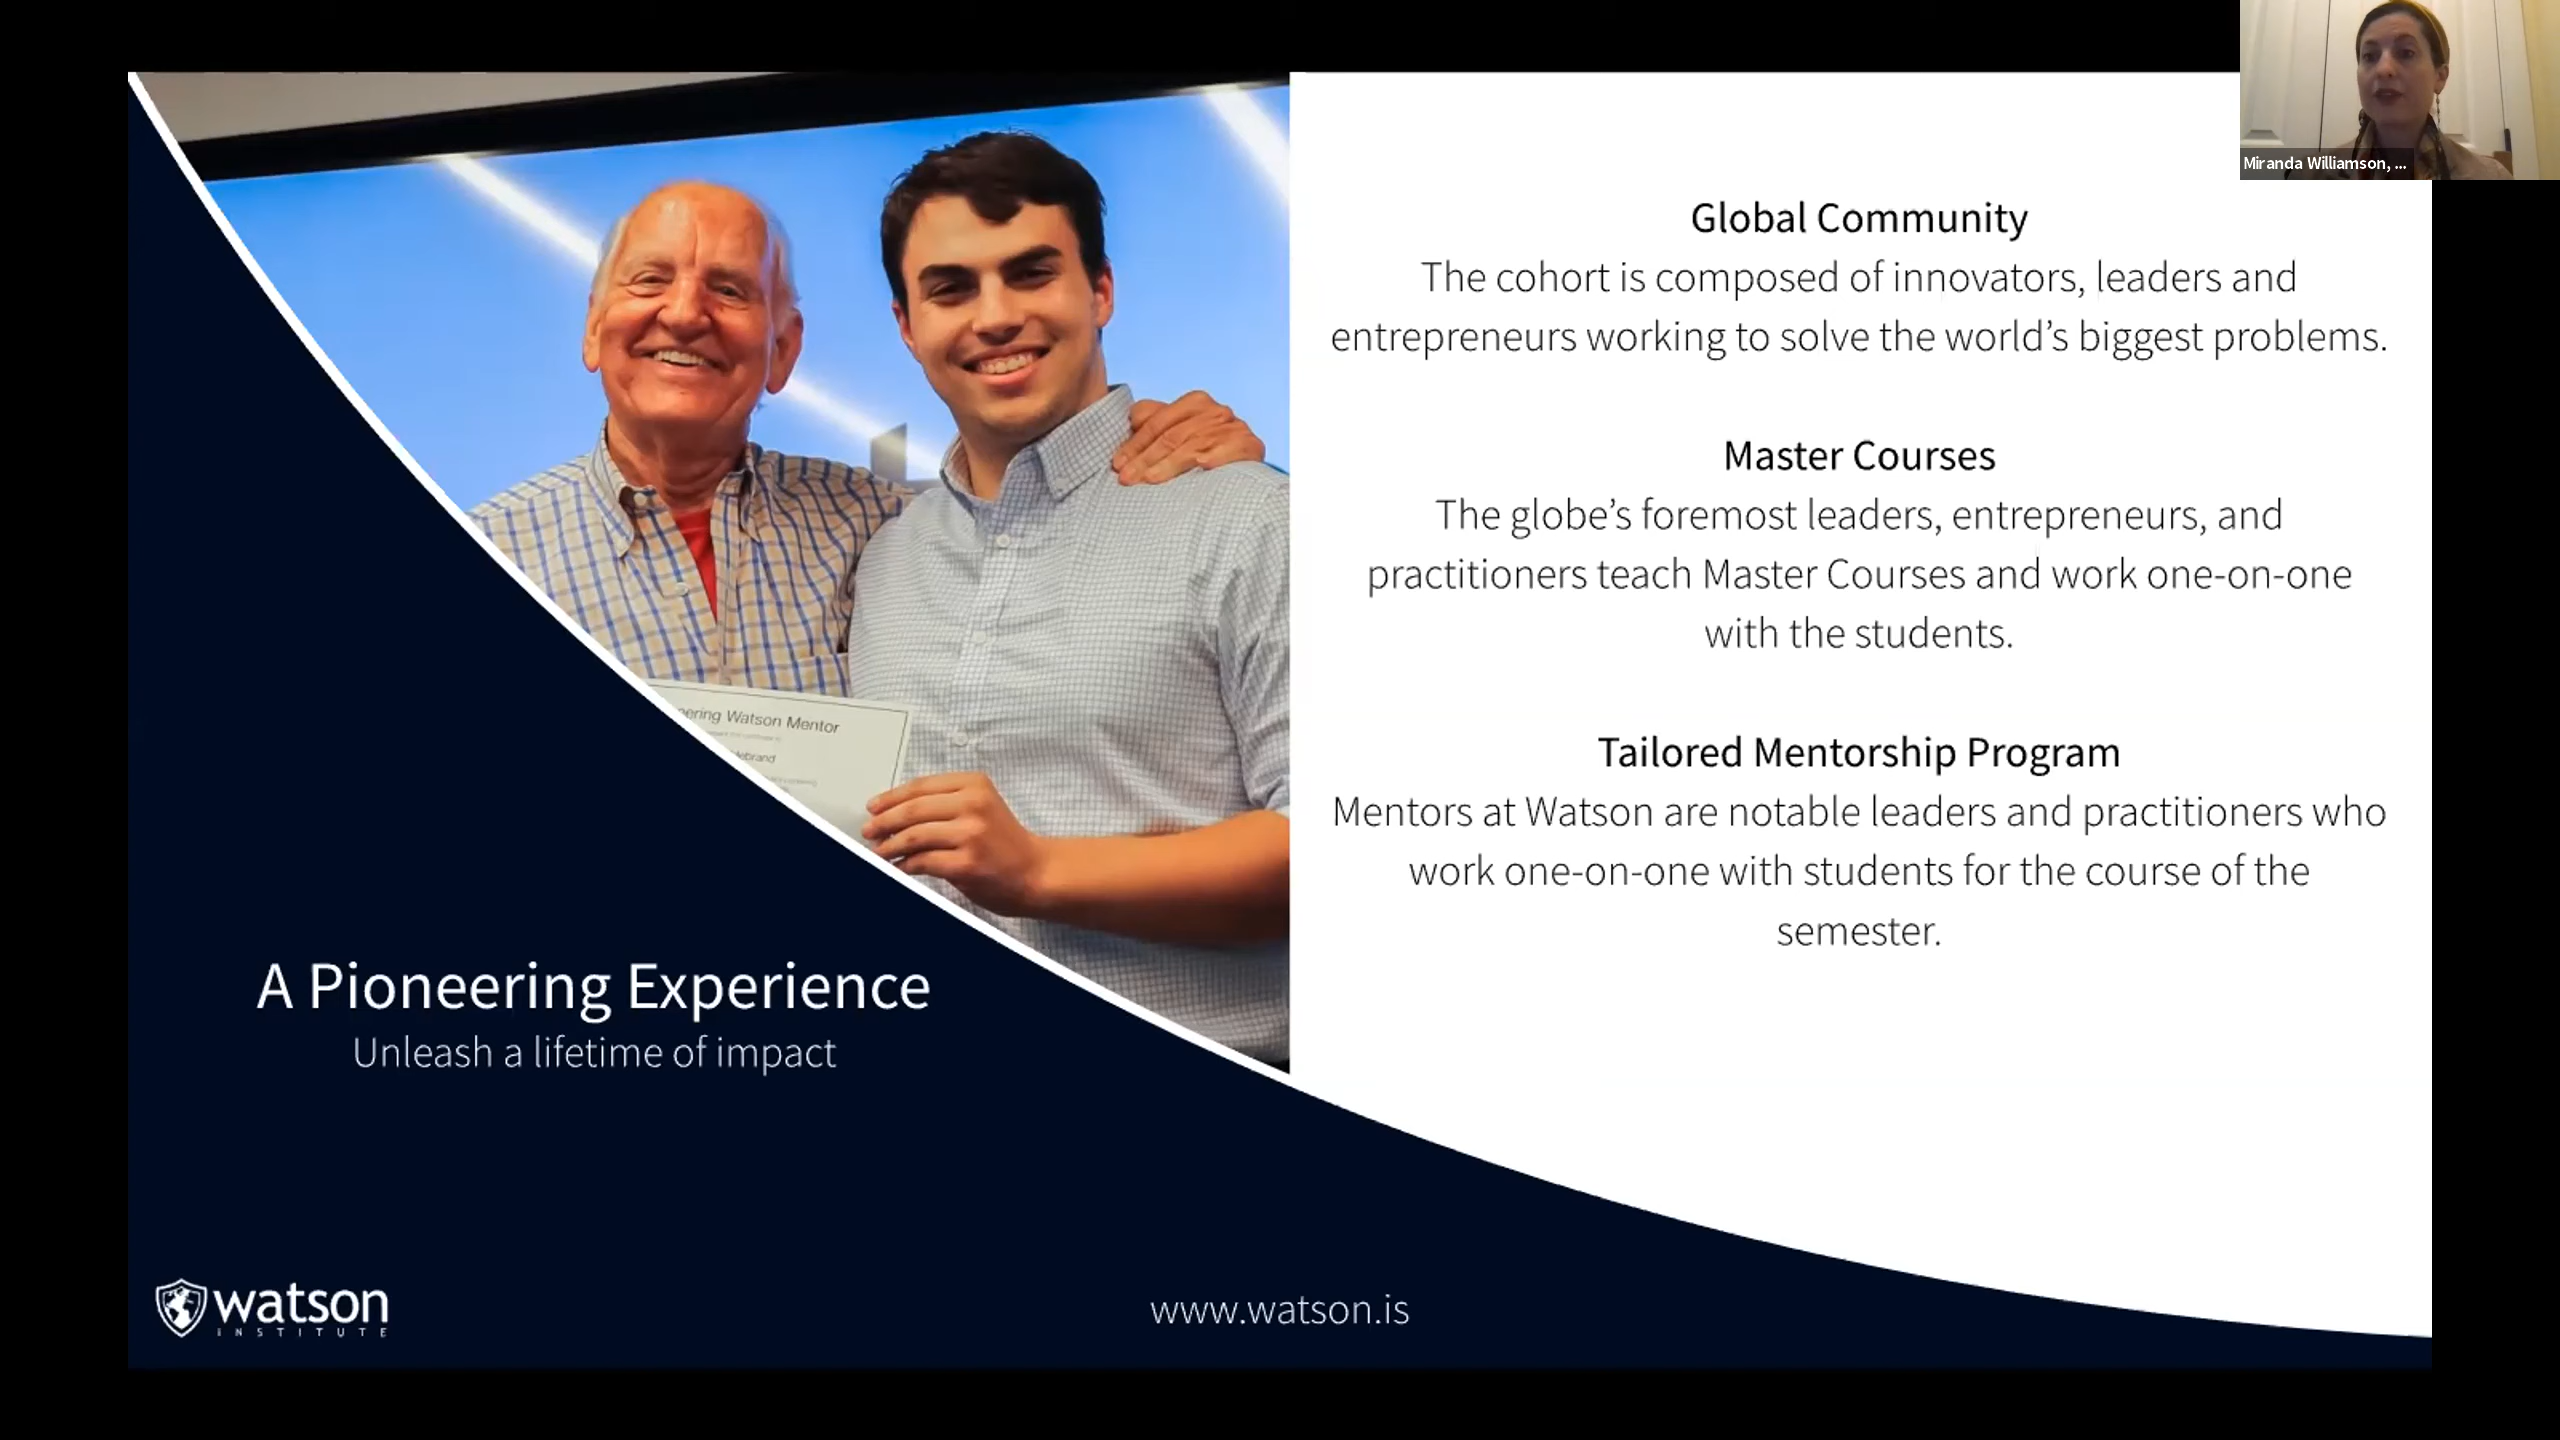 Miranda Williamson, ...
Global Community
The cohort is composed of innovators, leaders and
entrepreneurs working to solve the world’s biggest problems.
Master Courses
The globe’s foremost leaders, entrepreneurs, and
practitioners teach Master Courses and work one-on-one
with the students.
Tailored Mentorship Program
Mentors at Watson are notable leaders and practitioners who
work one-on-one with students for the course of the
semester.
Watson Mentor
A Pioneering Experience
Unleash a lifetime of impact
watson
INSTITUTE
www.watson.is